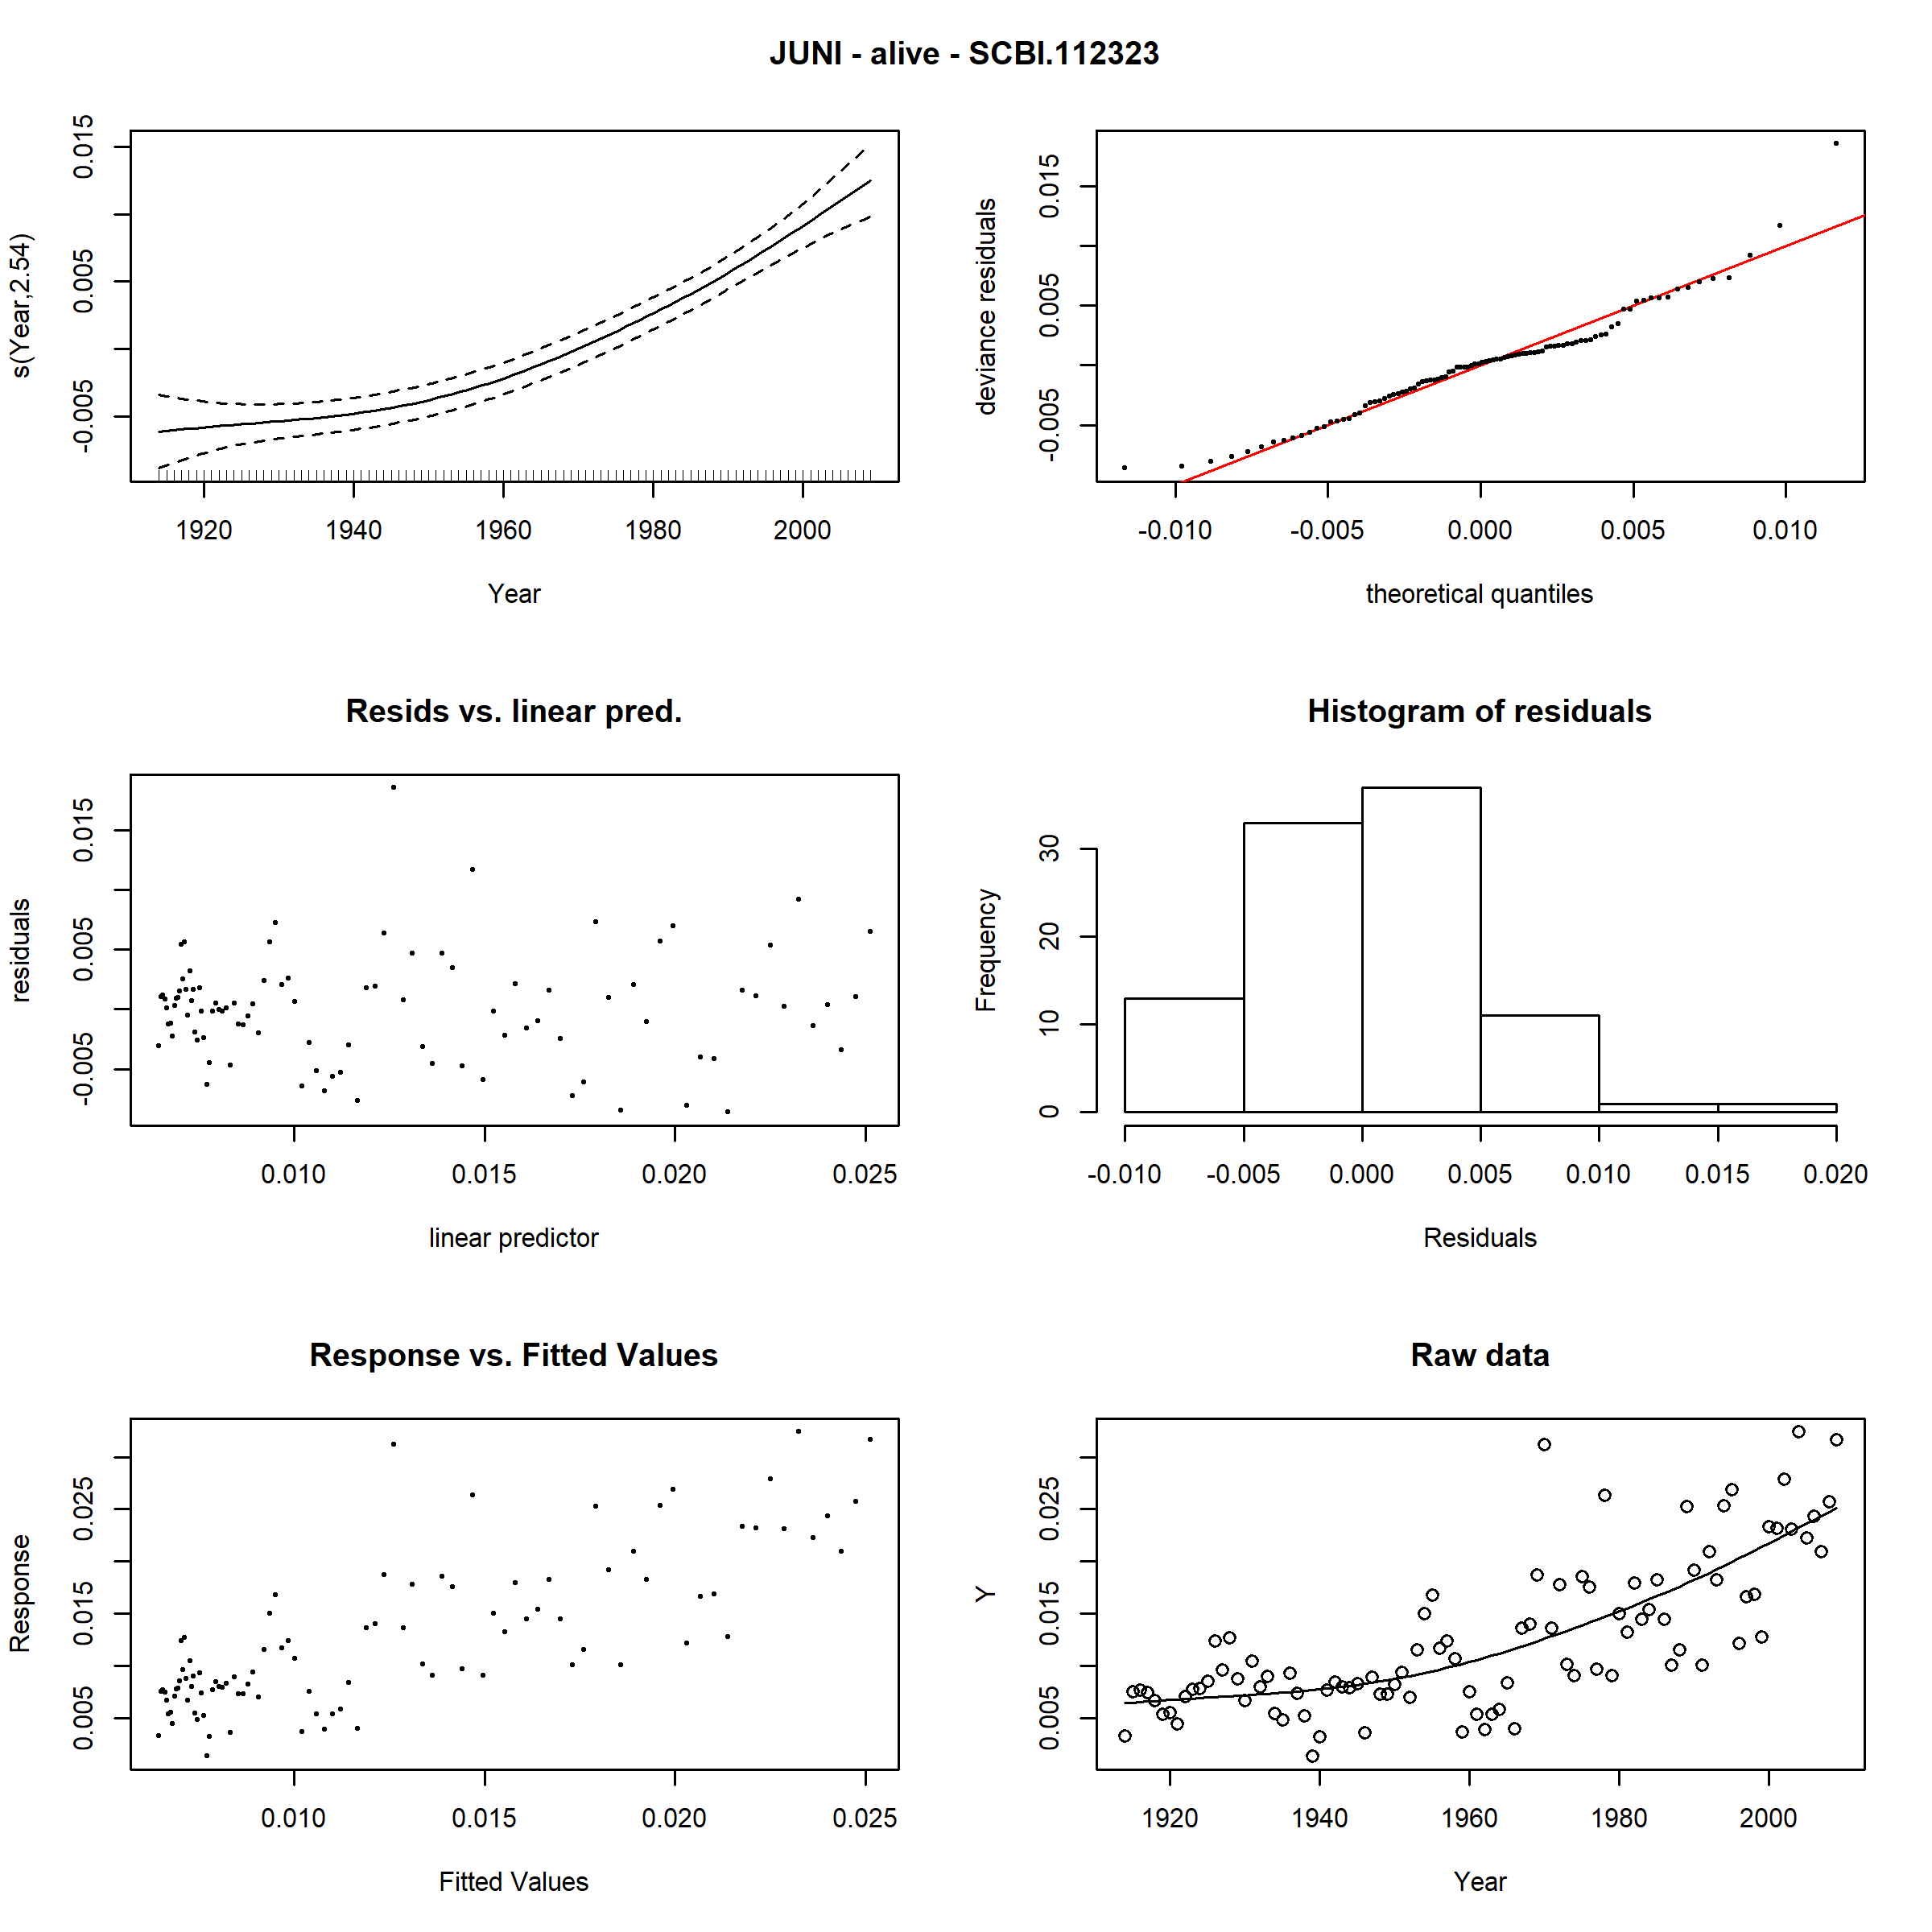 JUNI - alive - SCBI.112323
s(Year,2.54)
-0.005 0.005 0.015
1920 1940 1960 1980 2000
Year
deviance residuals
-0.005 0.005 0.015
-0.010 -0.005 0.000 0.005 0.010
theoretical quantiles
Resids vs. linear pred.
residuals
-0.005 0.005 0.015
0.010 0.015 0.020 0.025
linear predictor
Histogram of residuals
Frequency
0 10 20 30
-0.010 -0.005 0.000 0.005 0.010 0.015 0.020
Residuals
Response vs. Fitted Values
Response
0.005 0.015 0.025
0.010 0.015 0.020 0.025
Fitted Values
Raw data
Y
0.005 0.015 0.025
1920 1940 1960 1980 2000
Year